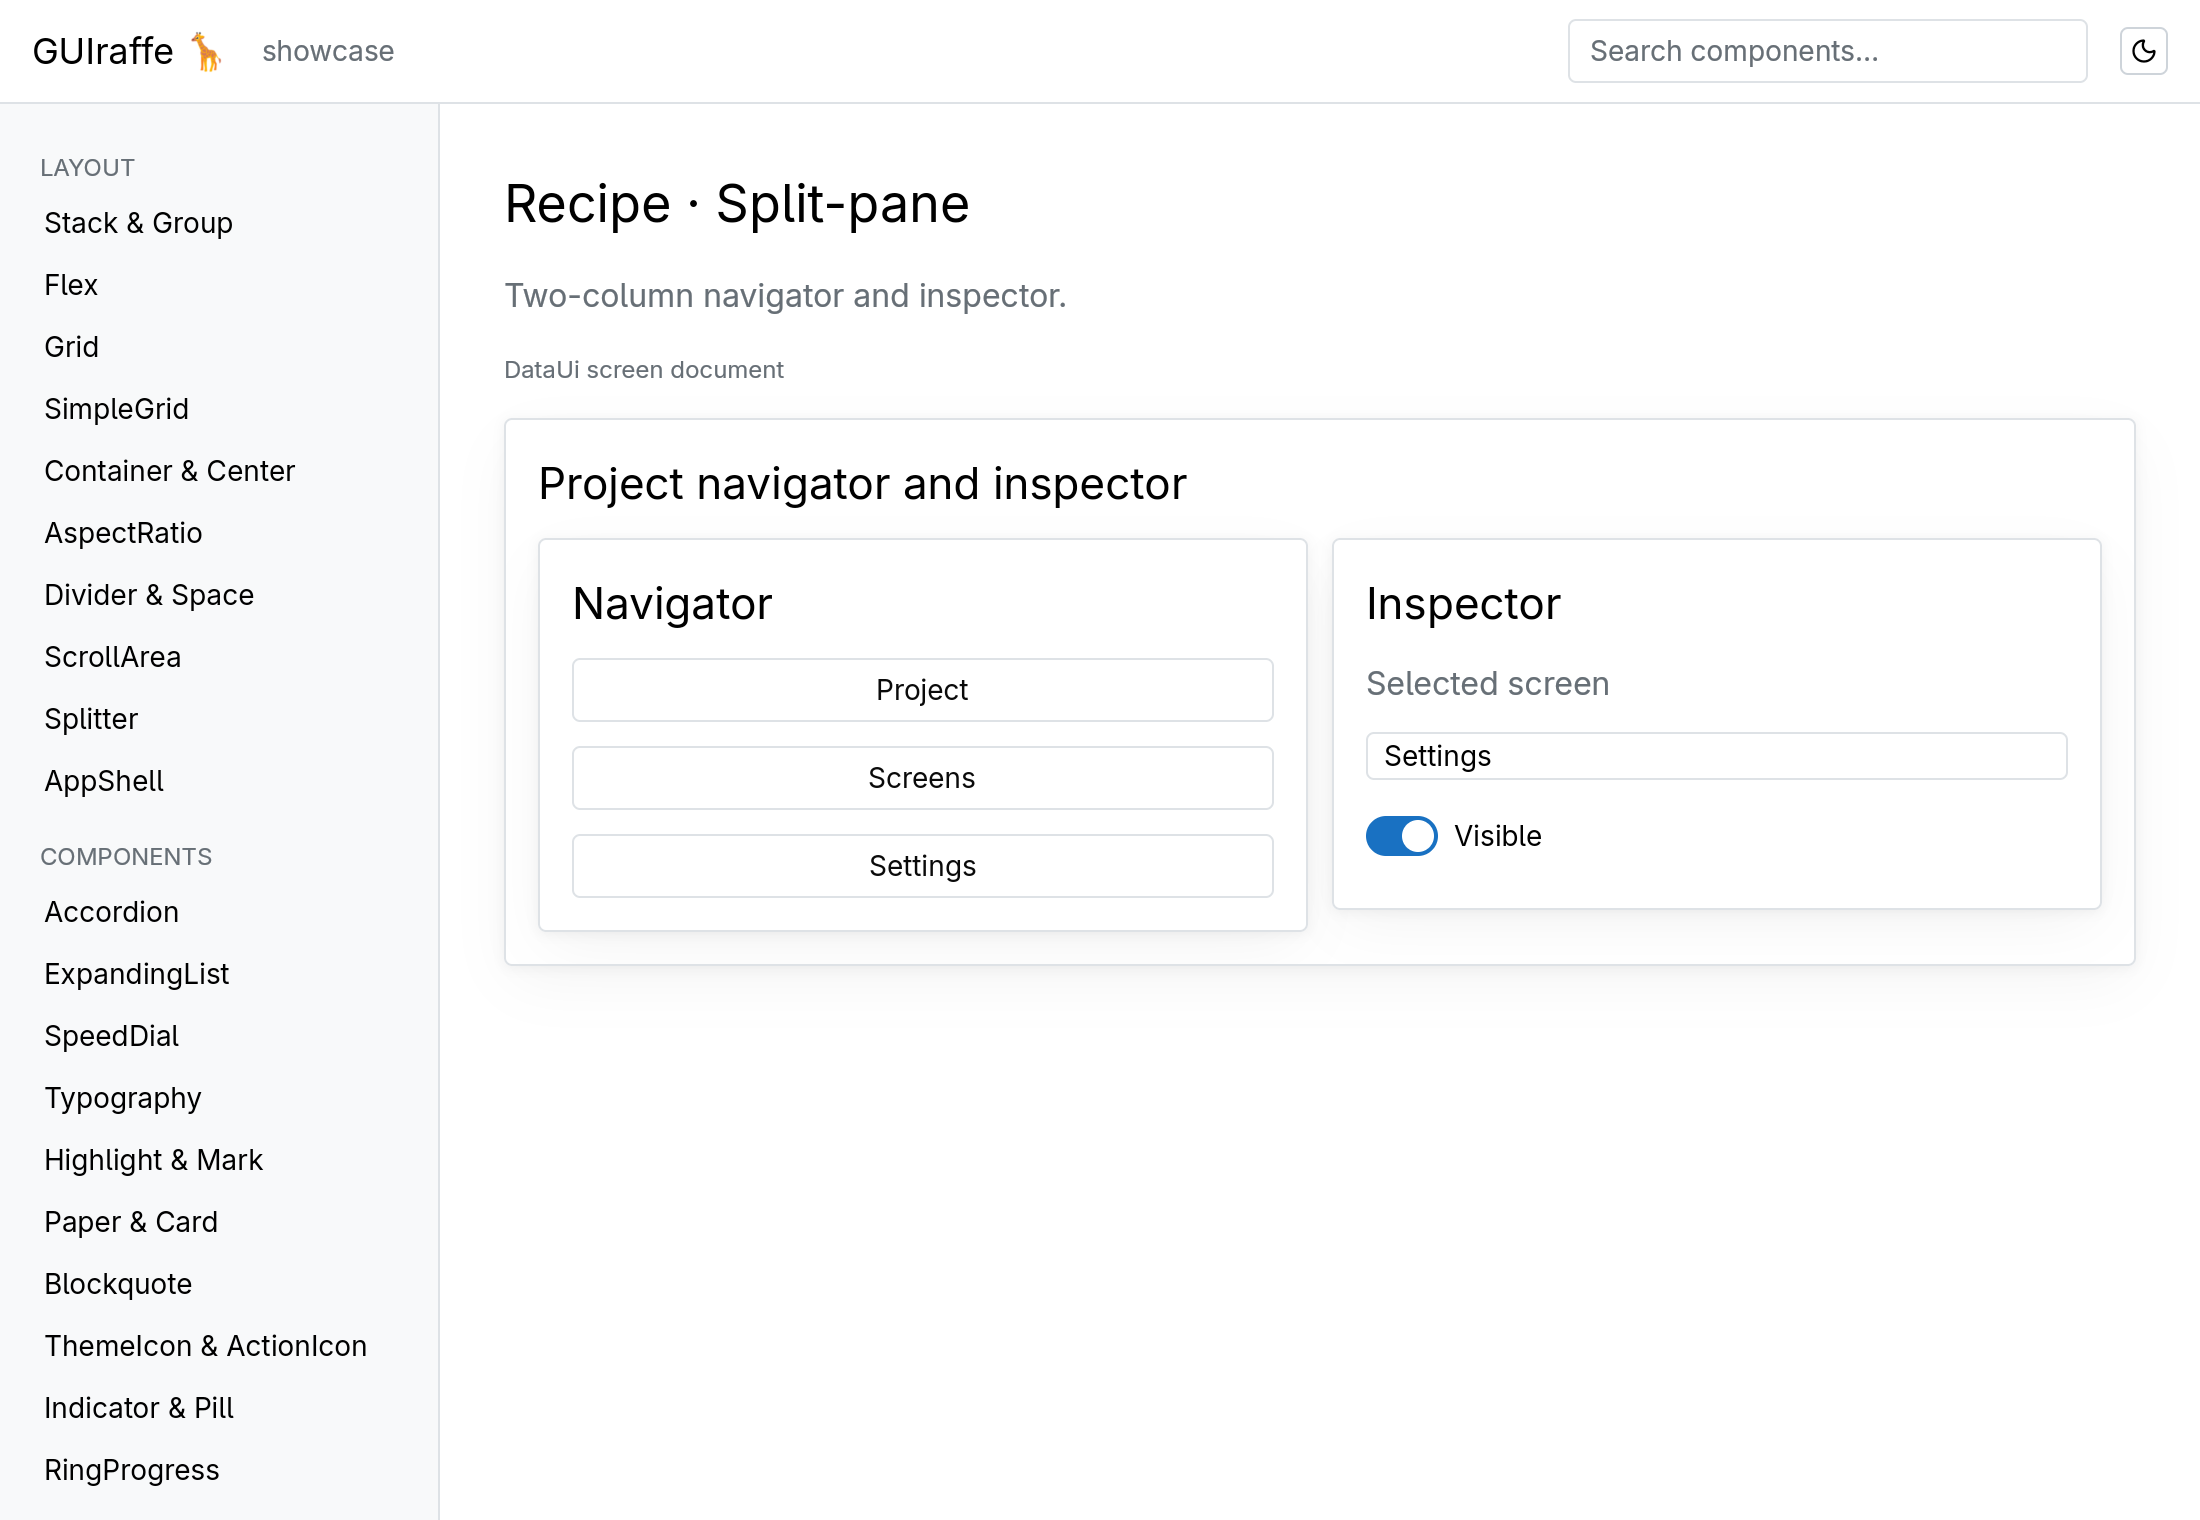 GUIraffe 🦒 showcase
Search components...
LAYOUT
Stack & Group
Flex
Grid
SimpleGrid
Container & Center
AspectRatio
Divider & Space
ScrollArea
Splitter
AppShell
COMPONENTS
Accordion
ExpandingList
SpeedDial
Typography
Highlight & Mark
Paper & Card
Blockquote
ThemeIcon & ActionIcon
Indicator & Pill
RingProgress
Recipe · Split-pane
Two-column navigator and inspector.
DataUi screen document
Project navigator and inspector
Navigator
Project
Screens
Settings
Inspector
Selected screen
Settings
Visible